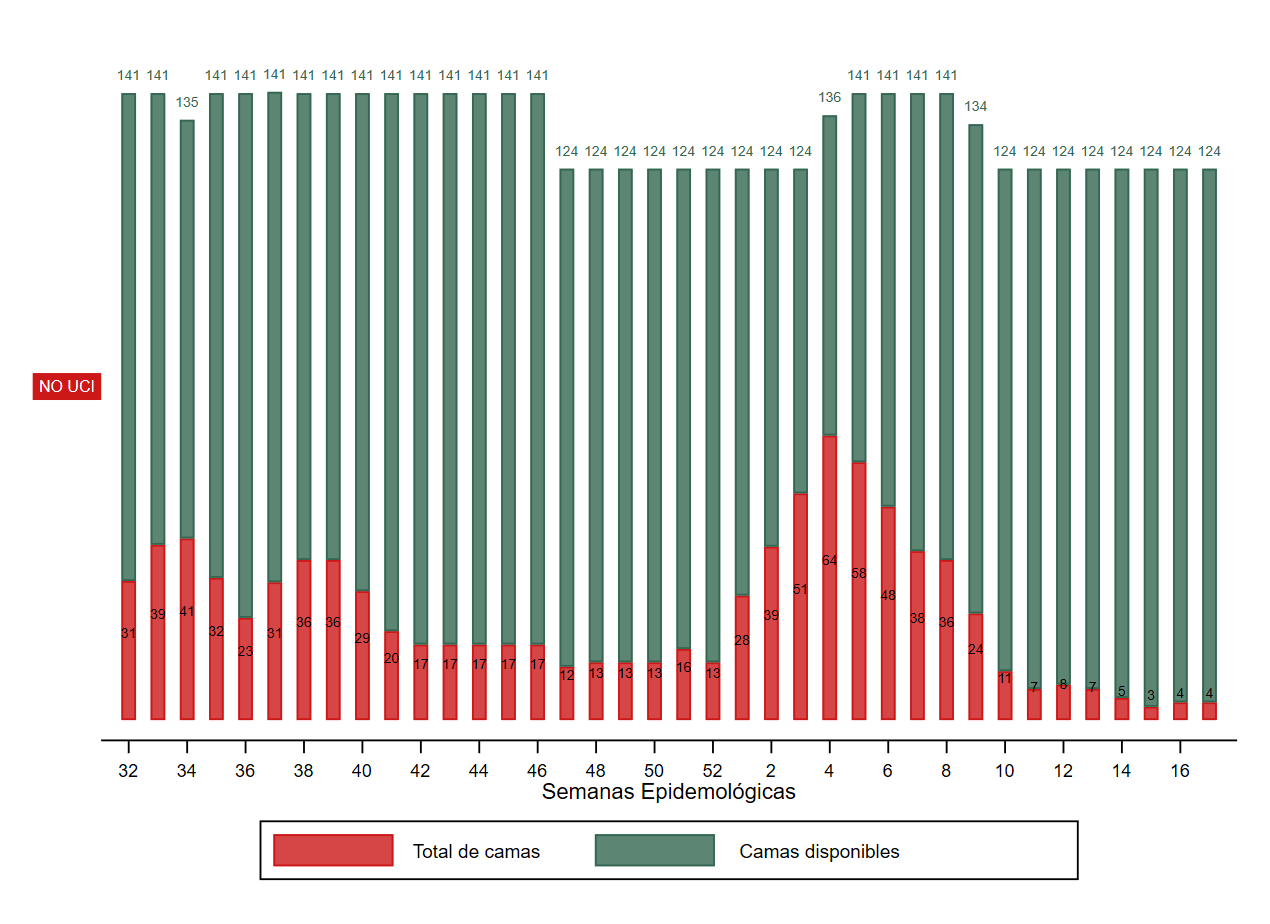 141 141 135 141 141 141 141 141 141 141 141 141 141 141 141 124 124 124 124 124 124 124 124 124 136 141 141 141 141 134 124 124 124 124 124 124 124 124
NO UCI
31 39 41 32 23 31 36 36 29 20 17 17 17 17 17 12 13 13 13 16 13 28 39 51 64 58 48 38 36 24 11 7 8 7 5 3 4 4
32 34 36 38 40 42 44 46 48 50 52 2 4 6 8 10 12 14 16
Semanas Epidemológicas
Total de camas Camas disponibles